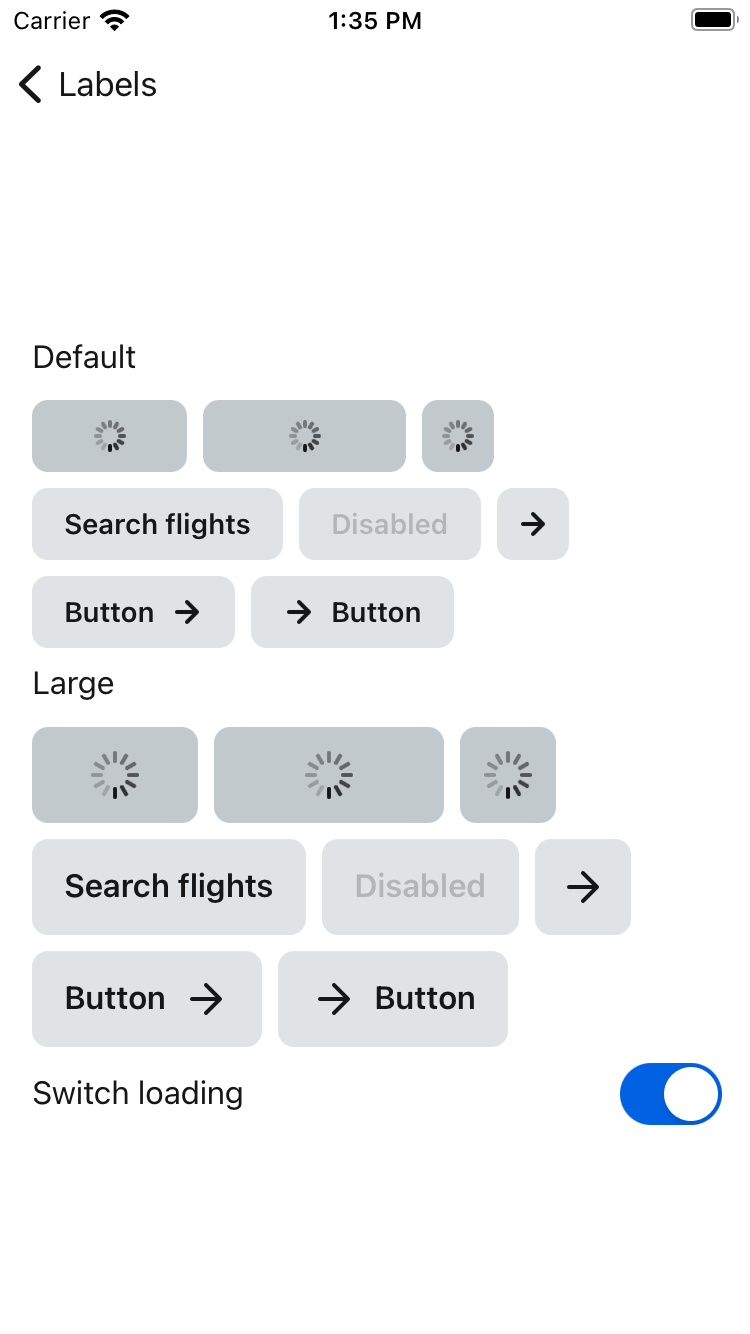 Carrier 1:35 PM
Labels
Default
Search flights Disabled
Button Button
Large
Search flights Disabled
Button Button
Switch loading